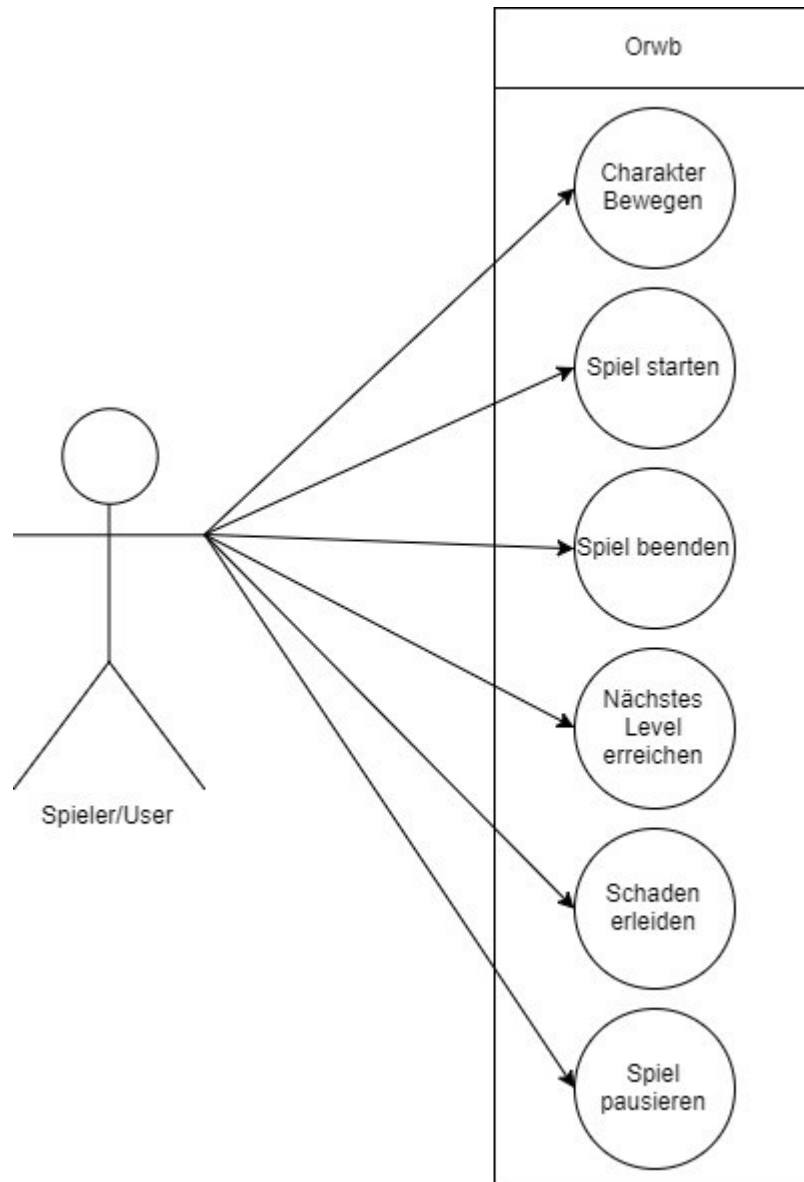 Orwb
Charakter
Bewegen
Spiel starten
Spiel beenden
Nächstes
Level
erreichen
Spieler/User
Schaden
erleiden
Spiel
pausieren